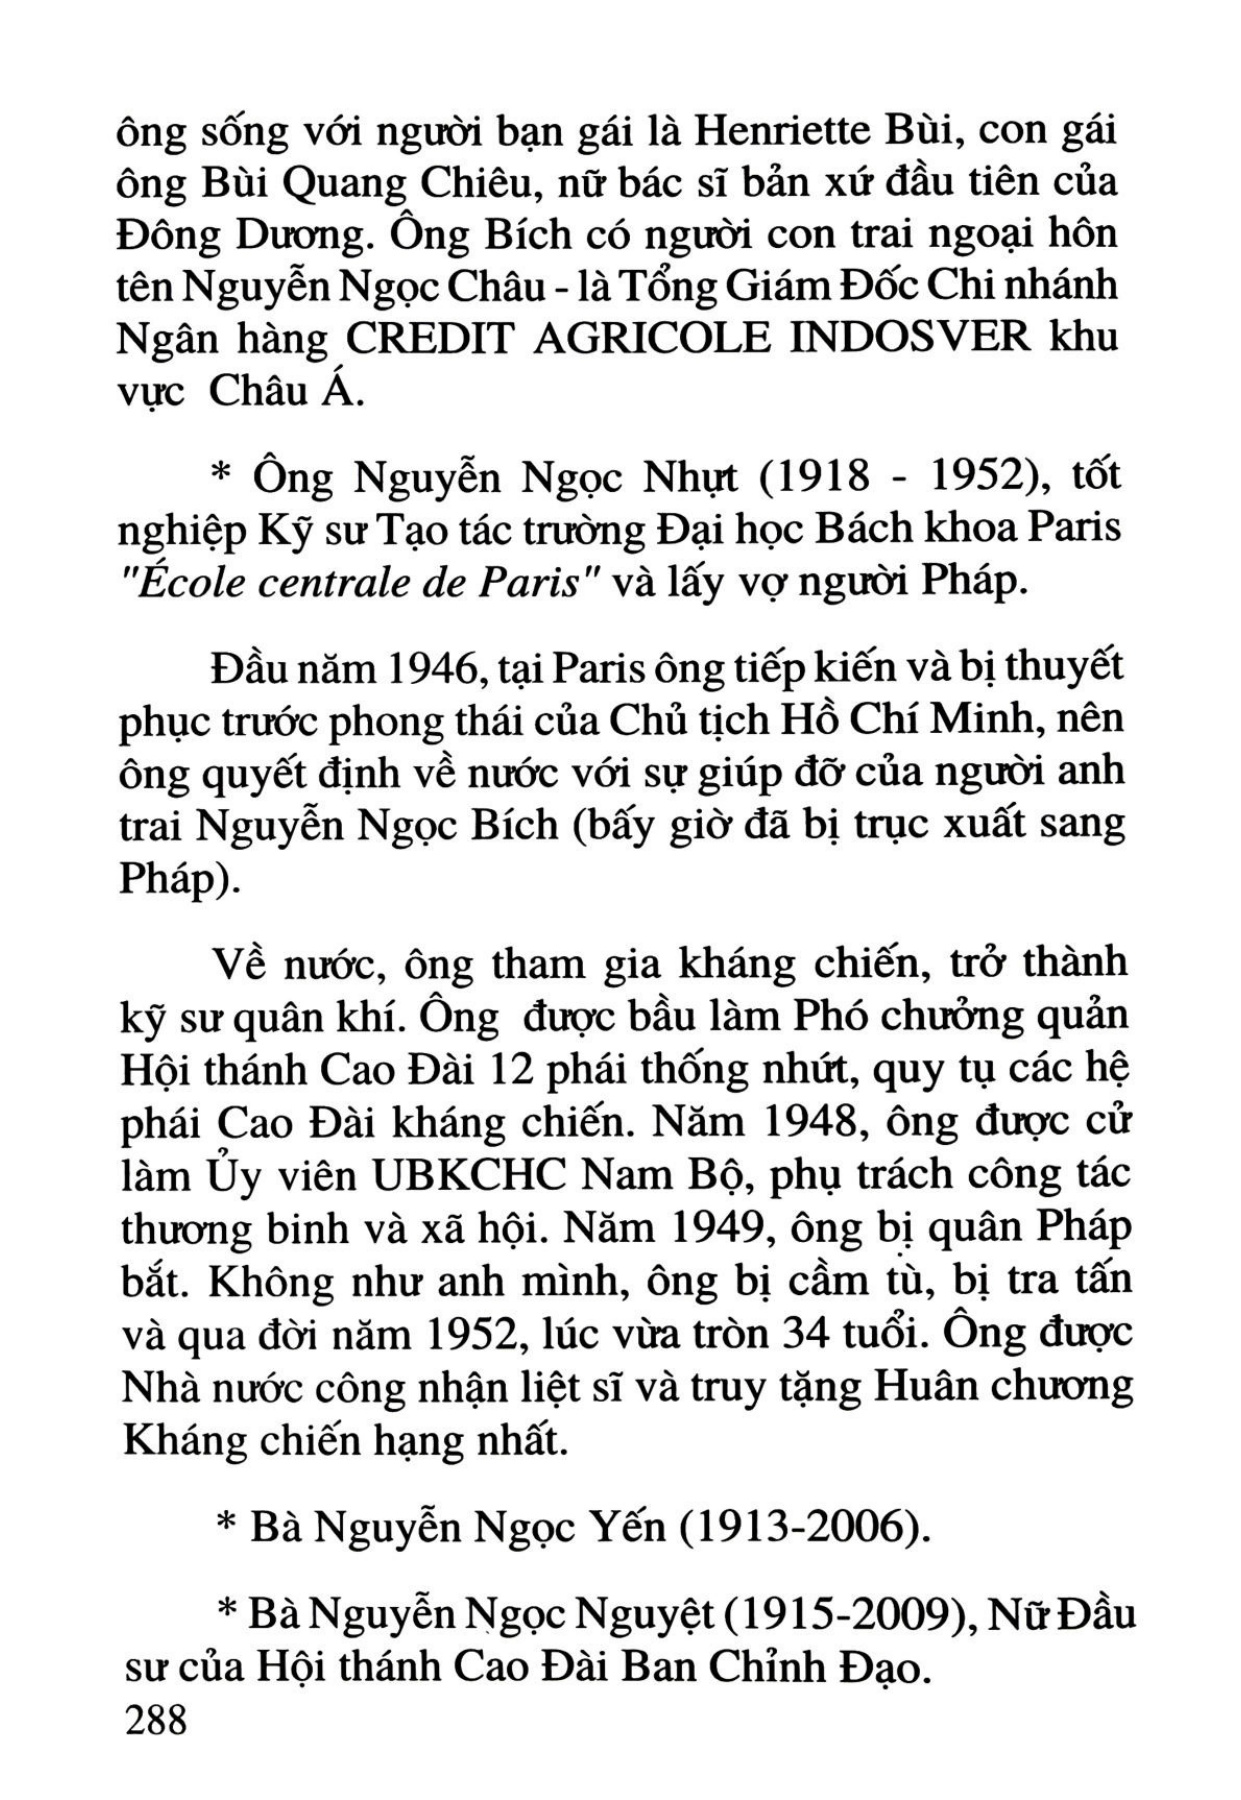 ông sống với người bạn gái là Henriette Bùi, con gái
ông Bùi Quang Chiêu, nữ bác sĩ bản xứ đầu tiên của
Đông Dương. Ông Bích có người con trai ngoại hôn
tên Nguyễn Ngọc Châu - là Tổng Giám Đốc Chi nhánh
Ngân hàng CREDIT AGRICOLE INDOSVER khu
vực Châu Á.
* Ông Nguyễn Ngọc Nhựt (1918 - 1952), tốt
nghiệp Kỹ sư Tạo tác trường Đại học Bách khoa Paris
"École centrale de Paris" và lấy vợ người Pháp.
Đầu năm 1946, tại Paris ông tiếp kiến và bị thuyết
phục trước phong thái của Chủ tịch Hồ Chí Minh, nên
ông quyết định về nước với sự giúp đỡ của người anh
trai Nguyễn Ngọc Bích (bấy giờ đã bị trục xuất sang
Pháp).
Về nước, ông tham gia kháng chiến, trở thành
kỹ sư quân khí. Ông được bầu làm Phó chưởng quản
Hội thánh Cao Đài 12 phái thống nhứt, quy tụ các hệ
phái Cao Đài kháng chiến. Năm 1948, ông được cử
làm Ủy viên UBKCHC Nam Bộ, phụ trách công tác
thương binh và xã hội. Năm 1949, ông bị quân Pháp
bắt. Không như anh mình, ông bị cầm tù, bị tra tấn
và qua đời năm 1952, lúc vừa tròn 34 tuổi. Ông được
Nhà nước công nhận liệt sĩ và truy tặng Huân chương
Kháng chiến hạng nhất.
* Bà Nguyễn Ngọc Yến (1913-2006).
* Bà Nguyễn Ngọc Nguyệt (1915-2009), Nữ Đầu
sư của Hội thánh Cao Đài Ban Chỉnh Đạo.
288